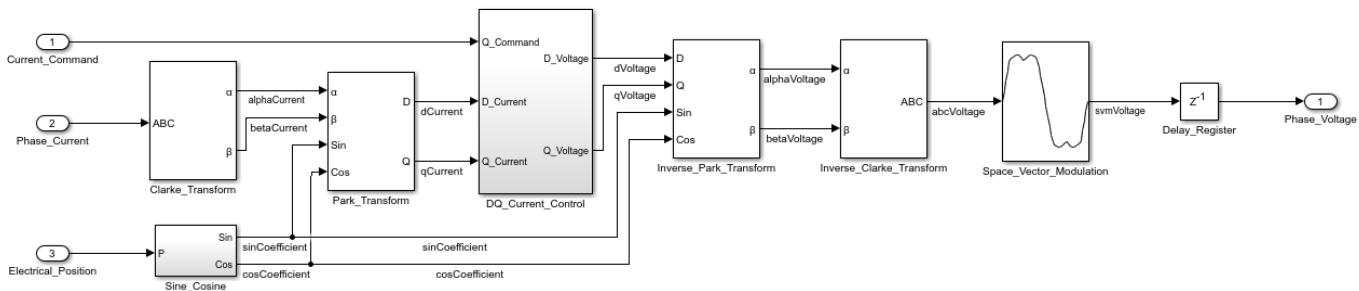 1
Current_Command
2
Phase_Current
3
Electrical_Position
ABC
α
β
Clarke_Transform
alphaCurrent
betaCurrent
P
Sin
Cos
Sine_Cosine
sinCoefficient
cosCoefficient
α
β
Sin
Cos
D
Q
Park_Transform
dCurrent
qCurrent
sinCoefficient
cosCoefficient
Q_Command
D_Current
Q_Current
D_Voltage
Q_Voltage
DQ_Current_Control
dVoltage
qVoltage
D
Q
Sin
Cos
α
β
Inverse_Park_Transform
alphaVoltage
betaVoltage
α
β
ABC
Inverse_Clarke_Transform
abcVoltage
Space_Vector_Modulation
svmVoltage
z-1
Delay_Register
1
Phase_Voltage